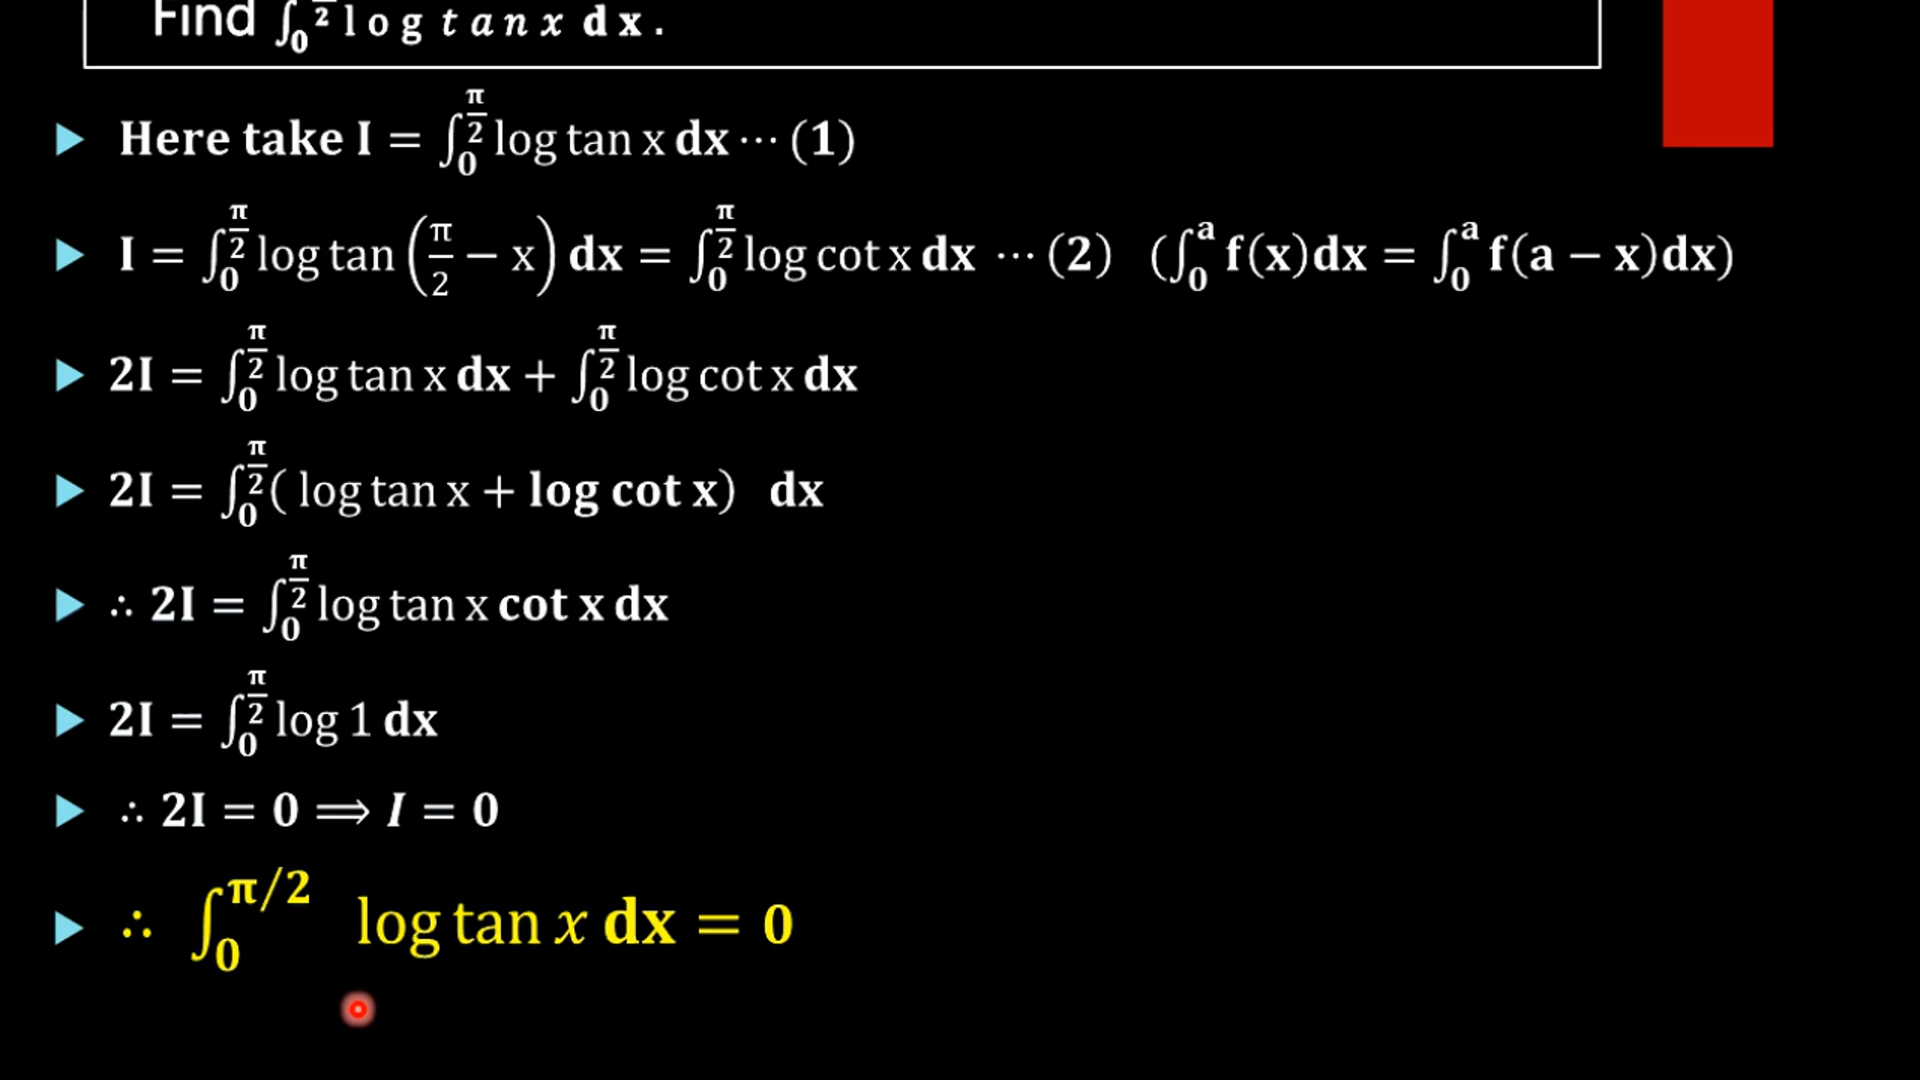 Find ∫₀^(π/2) log tan x dx.
Here take I = ∫₀^(π/2) log tan x dx ⋯ (1)
I = ∫₀^(π/2) log tan (π/2 − x) dx = ∫₀^(π/2) log cot x dx ⋯ (2) (∫₀^a f(x)dx = ∫₀^a f(a − x)dx)
2I = ∫₀^(π/2) log tan x dx + ∫₀^(π/2) log cot x dx
2I = ∫₀^(π/2) ( log tan x + log cot x) dx
∴ 2I = ∫₀^(π/2) log tan x cot x dx
2I = ∫₀^(π/2) log 1 dx
∴ 2I = 0 ⟹ I = 0
∴ ∫₀^(π/2) log tan x dx = 0